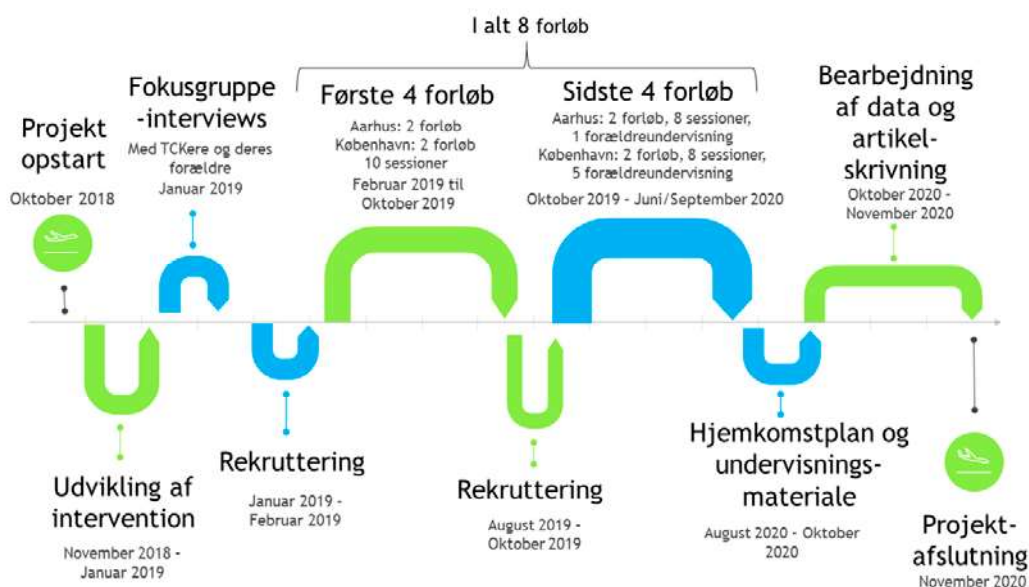 I alt 8 forløb
Projekt
opstart
Oktober 2018
Fokusgruppe
-interviews
Med TCKere og deres
forældre
Januar 2019
Første 4 forløb
Aarhus: 2 forløb
København: 2 forløb
10 sessioner
Februar 2019 til
Oktober 2019
Sidste 4 forløb
Aarhus: 2 forløb, 8 sessioner,
1 forældreundervisning
København: 2 forløb, 8 sessioner,
5 forældreundervisning
Oktober 2019 - Juni/September 2020
Bearbejdning
af data og
artikel-
skrivning
Oktober 2020 -
November 2020
Udvikling af
intervention
November 2018 -
Januar 2019
Rekruttering
Januar 2019 -
Februar 2019
Rekruttering
August 2019 -
Oktober 2019
Hjemkomstplan og
undervisnings-
materiale
August 2020 - Oktober
2020
Projekt-
afslutning
November 2020